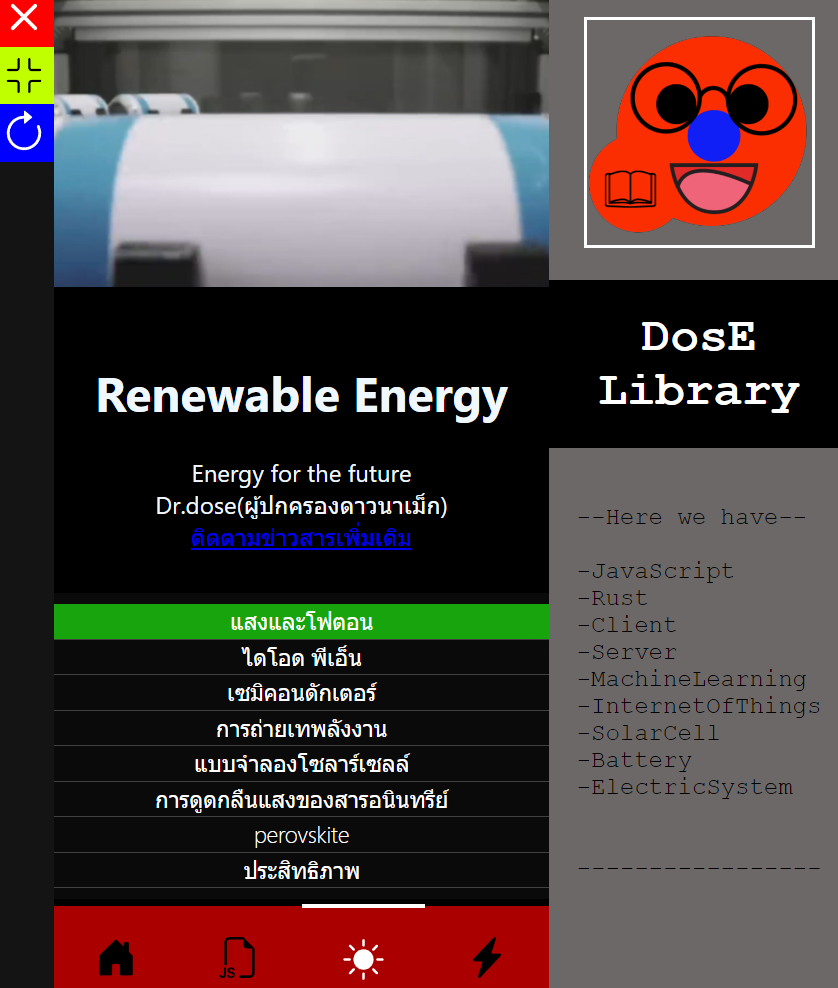 Renewable Energy
Energy for the future
Dr.dose(ผู้ปกครองดาวนาเม็ก)
ติดตามข่าวสารเพิ่มเติม
แสงและโฟตอน
ไดโอด พีเอ็น
เซมิคอนดักเตอร์
การถ่ายเทพลังงาน
แบบจำลองโซลาร์เซลล์
การดูดกลืนแสงของสารอนินทรีย์
perovskite
ประสิทธิภาพ
JS
DosE
Library
--Here we have--
-JavaScript
-Rust
-Client
-Server
-MachineLearning
-InternetOfThings
-SolarCell
-Battery
-ElectricSystem
-----------------